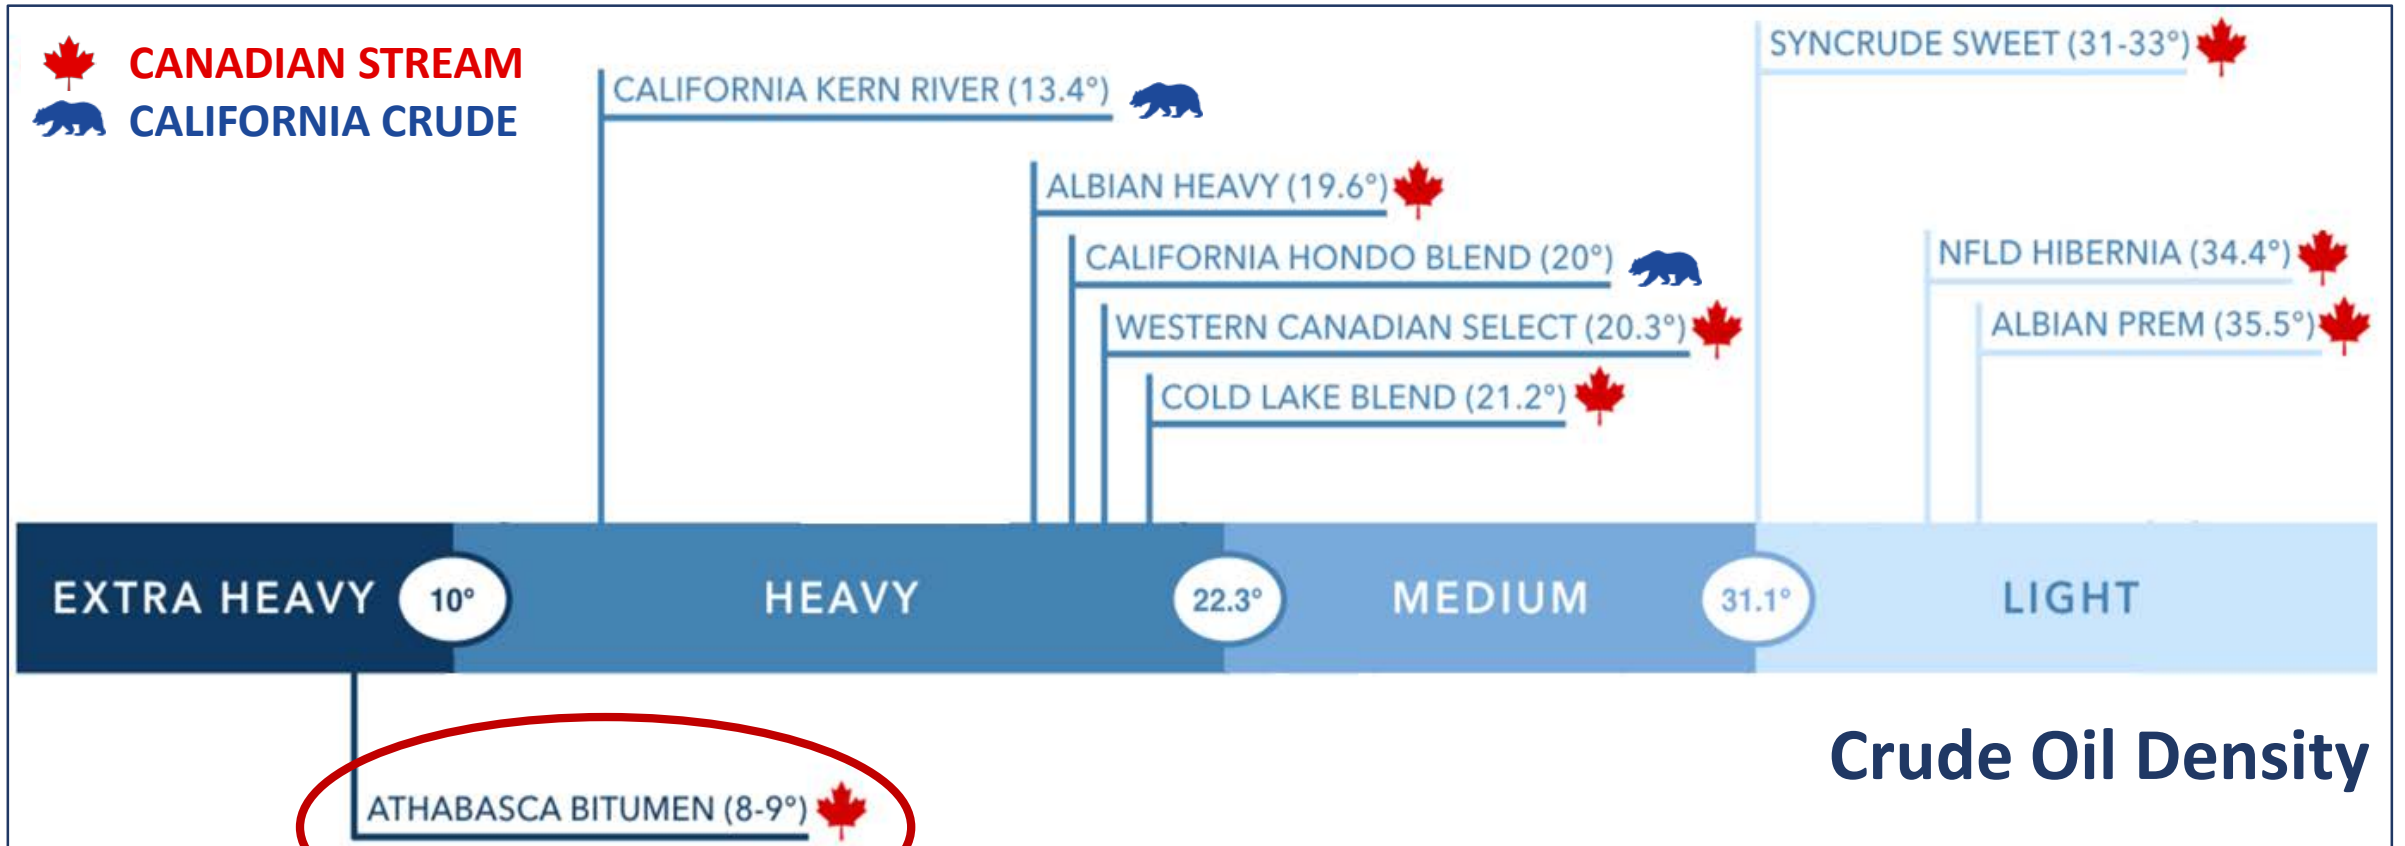 CANADIAN STREAM
CALIFORNIA CRUDE
CALIFORNIA KERN RIVER (13.4°)
SYNCRUDE SWEET (31-33°)
ALBIAN HEAVY (19.6°)
CALIFORNIA HONDO BLEND (20°)
NFLD HIBERNIA (34.4°)
WESTERN CANADIAN SELECT (20.3°)
ALBIAN PREM (35.5°)
COLD LAKE BLEND (21.2°)
EXTRA HEAVY 10° HEAVY 22.3° MEDIUM 31.1° LIGHT
Crude Oil Density
ATHABASCA BITUMEN (8-9°)